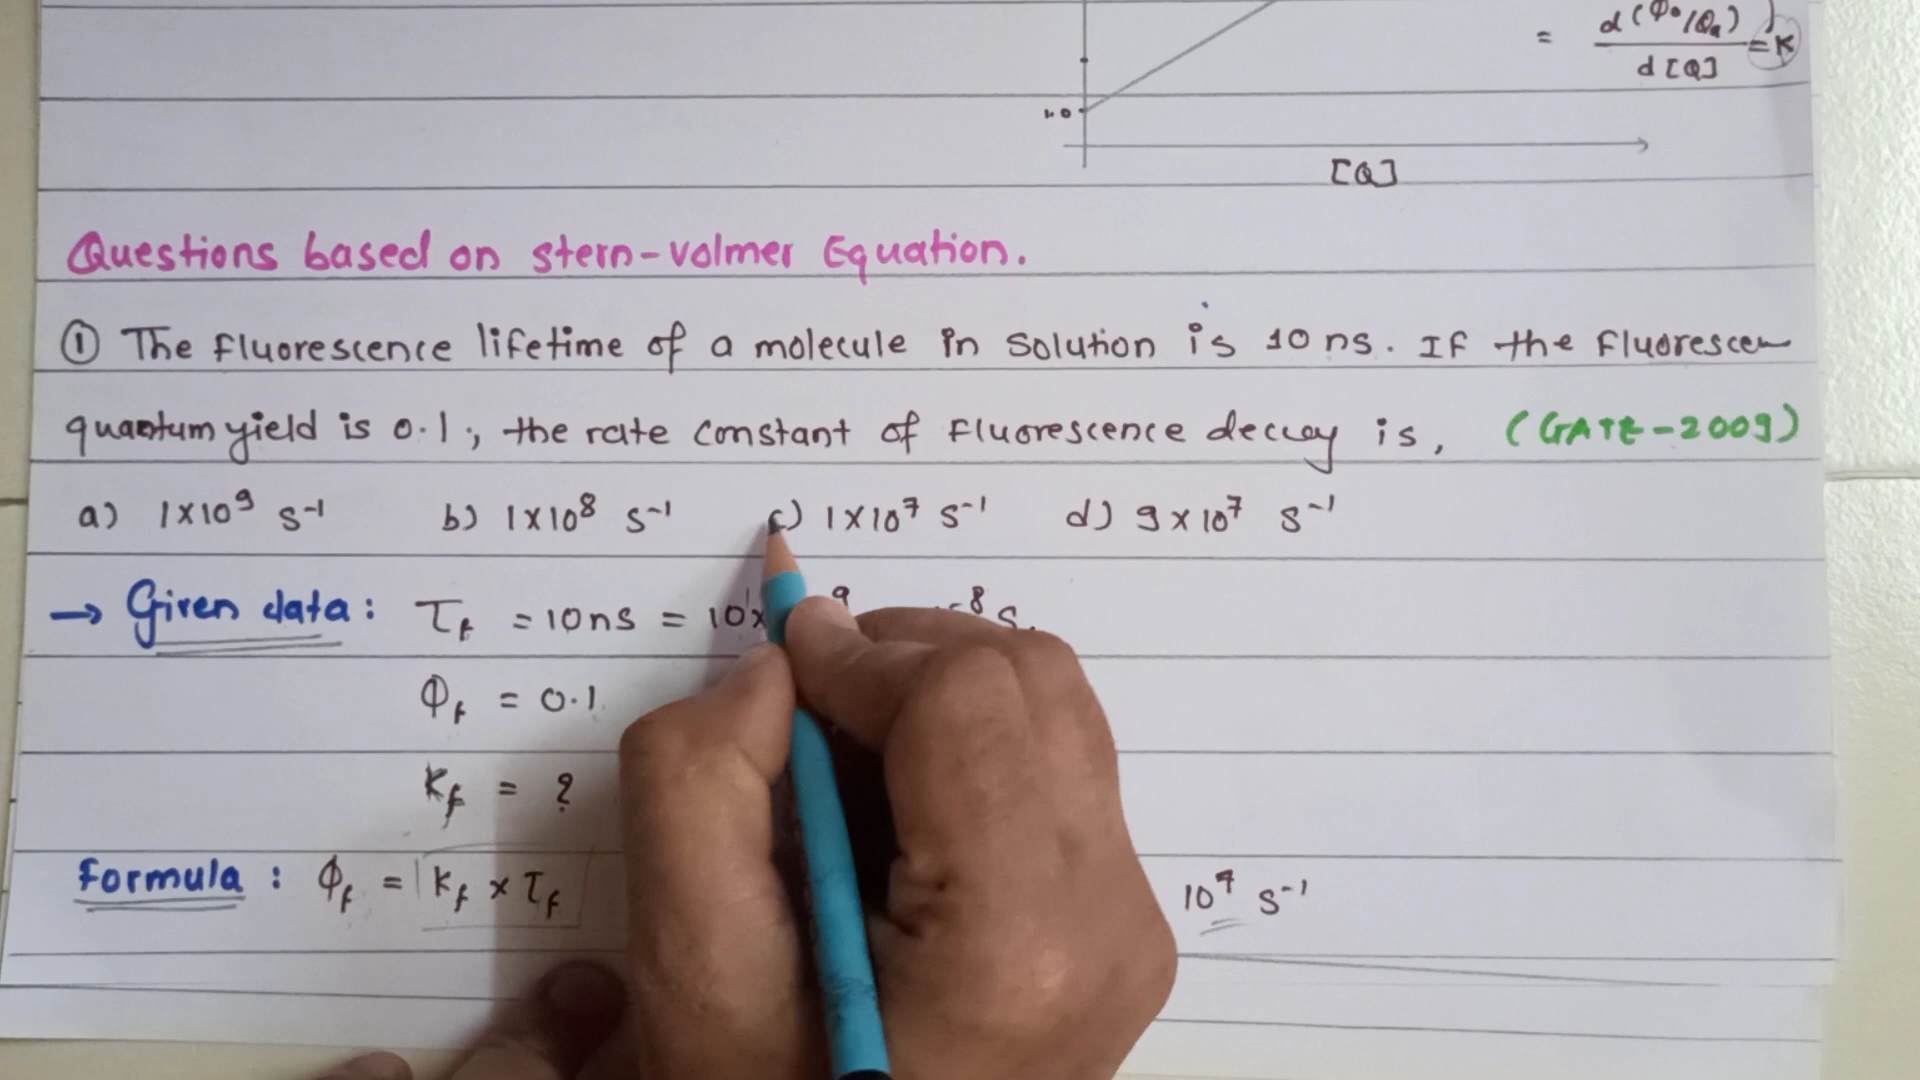 = d(Φ°/Φa) / d[Q] = K
1.0
[Q]
Questions based on stern-volmer Equation.
① The fluorescence lifetime of a molecule in solution is 10 ns. If the fluorescen
quantum yield is 0.1, the rate constant of fluorescence decay is, (GATE-2009)
a) 1×10⁹ s⁻¹ b) 1×10⁸ s⁻¹ c) 1×10⁷ s⁻¹ d) 9×10⁷ s⁻¹
→ Given data: τf = 10ns = 10× ⁹ ⁻⁸ s.
Φf = 0.1
Kf = ?
Formula : Φf = Kf × τf 10⁷ s⁻¹